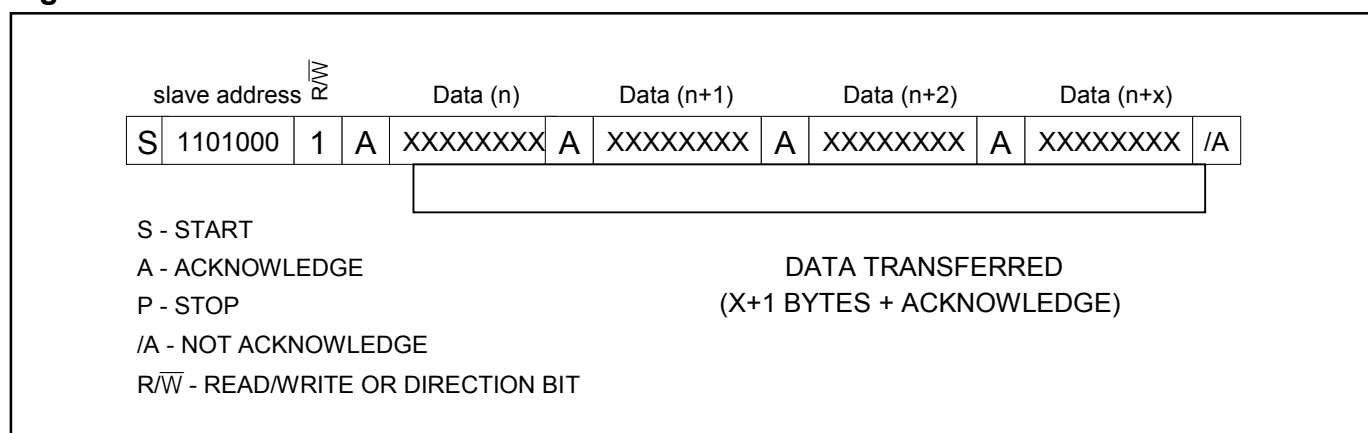 slave address R/W̅ Data (n) Data (n+1) Data (n+2) Data (n+x)
S 1101000 1 A XXXXXXXX A XXXXXXXX A XXXXXXXX A XXXXXXXX /A
S - START
A - ACKNOWLEDGE
P - STOP
/A - NOT ACKNOWLEDGE
R/W̅ - READ/WRITE OR DIRECTION BIT
DATA TRANSFERRED
(X+1 BYTES + ACKNOWLEDGE)